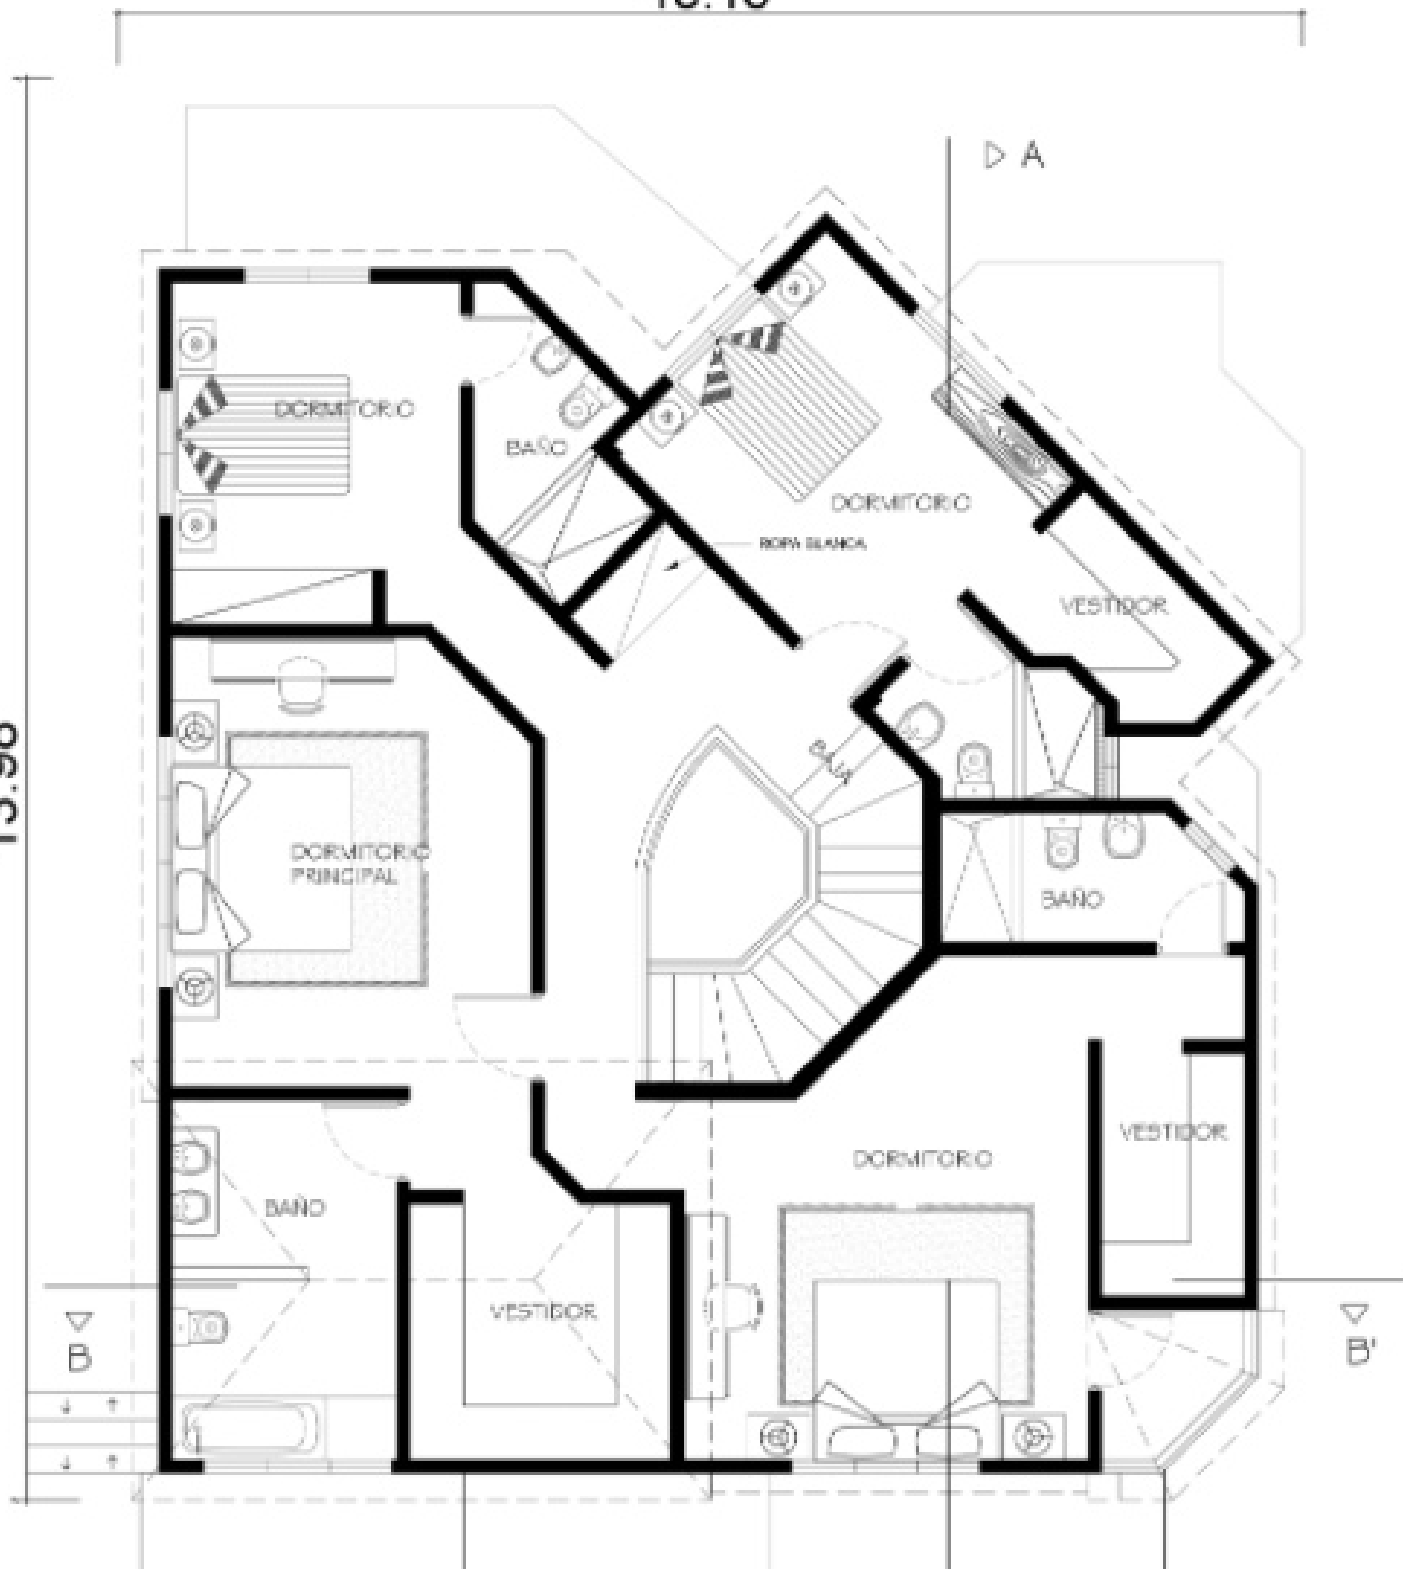 A
DORMITORIO
BAÑO
DORMITORIO
ROPA BLANCA
VESTIDOR
BAJA
DORMITORIO
PRINCIPAL
BAÑO
VESTIDOR
DORMITORIO
BAÑO
VESTIDOR
B
B'